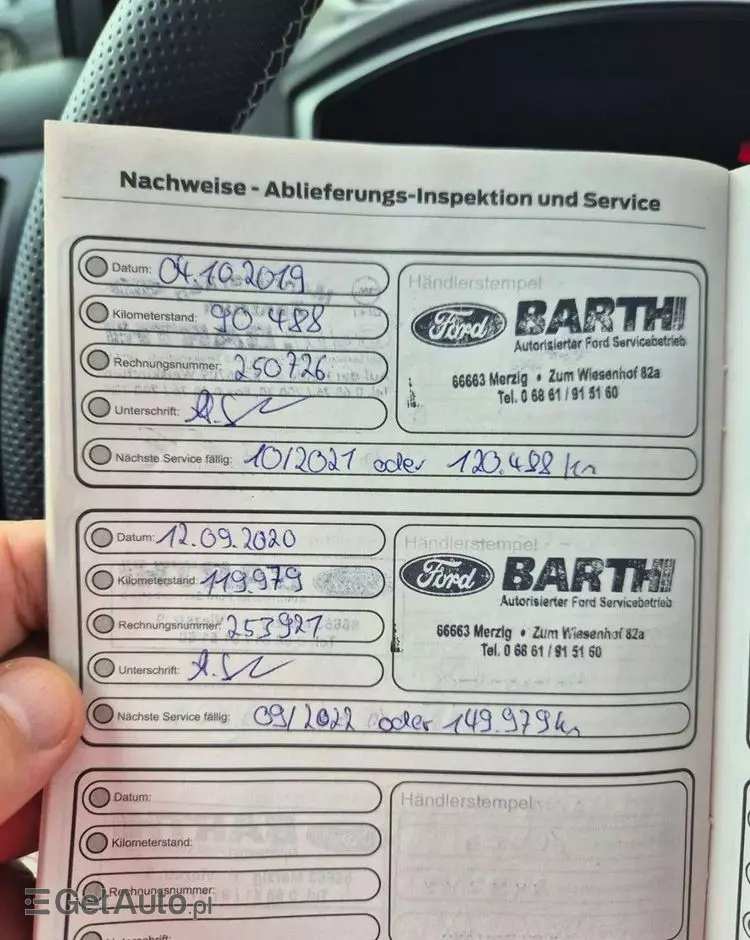 Nachweise - Ablieferungs-Inspektion und Service
Datum: 04.10.2019
Kilometerstand: 90 488
Rechnungsnummer: 250726
Unterschrift:
Nächste Service fällig: 10/2021 oder 120.488 km
Händlerstempel
Ford BARTH
Autorisierter Ford Servicebetrieb
66663 Merzig • Zum Wiesenhof 82a
Tel. 0 68 61 / 91 51 60
Datum: 12.09.2020
Kilometerstand: 119.979
Rechnungsnummer: 253921
Unterschrift:
Nächste Service fällig: 09/2022 oder 149.979 km
Händlerstempel
Ford BARTH
Autorisierter Ford Servicebetrieb
66663 Merzig • Zum Wiesenhof 82a
Tel. 0 68 61 / 91 51 60
Datum:
Kilometerstand:
Rechnungsnummer:
Unterschrift:
Händlerstempel
GetAuto.pl